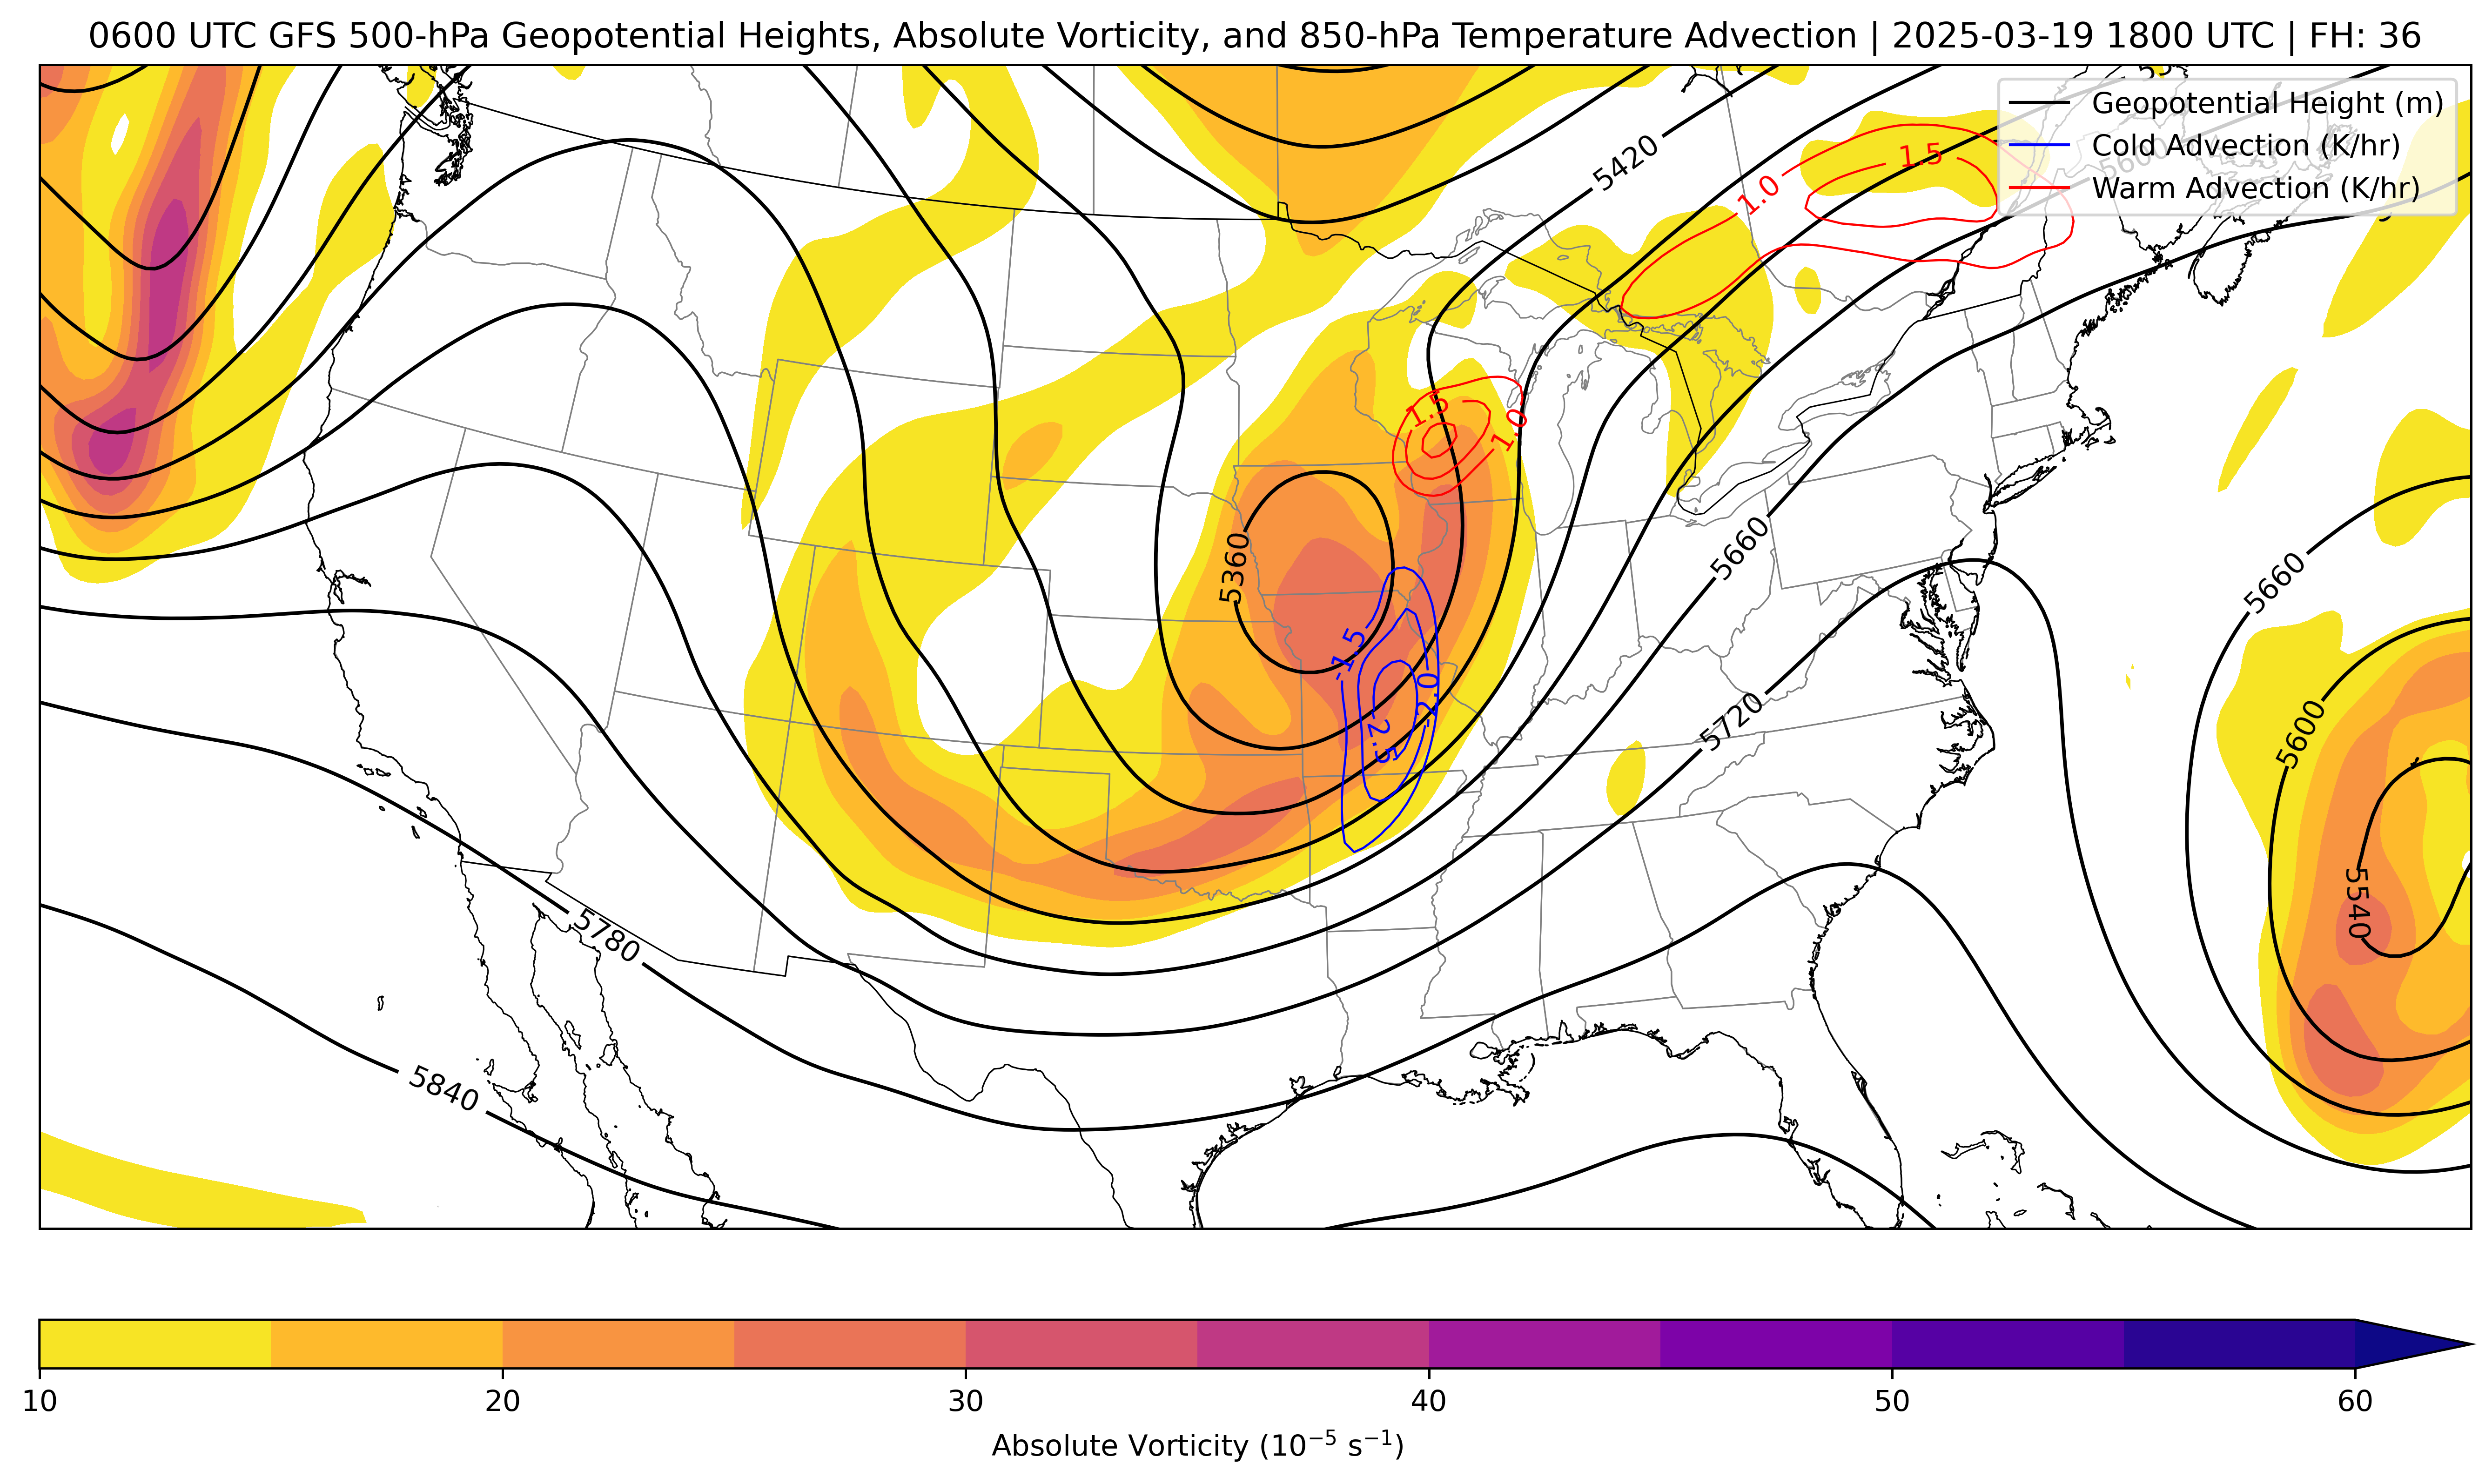 0600 UTC GFS 500-hPa Geopotential Heights, Absolute Vorticity, and 850-hPa Temperature Advection | 2025-03-19 1800 UTC | FH: 36
Geopotential Height (m)
Cold Advection (K/hr)
Warm Advection (K/hr)
5420
1.0
1.5
5600
1.5
1.0
5360
5660
5660
-1.5
-2.0
-2.5
5720
5600
5540
5780
5840
10 20 30 40 50 60
Absolute Vorticity (10⁻⁵ s⁻¹)